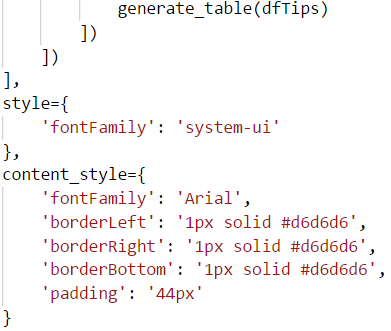 generate_table(dfTips)
])
])
],
style={
'fontFamily': 'system-ui'
},
content_style={
'fontFamily': 'Arial',
'borderLeft': '1px solid #d6d6d6',
'borderRight': '1px solid #d6d6d6',
'borderBottom': '1px solid #d6d6d6',
'padding': '44px'
}